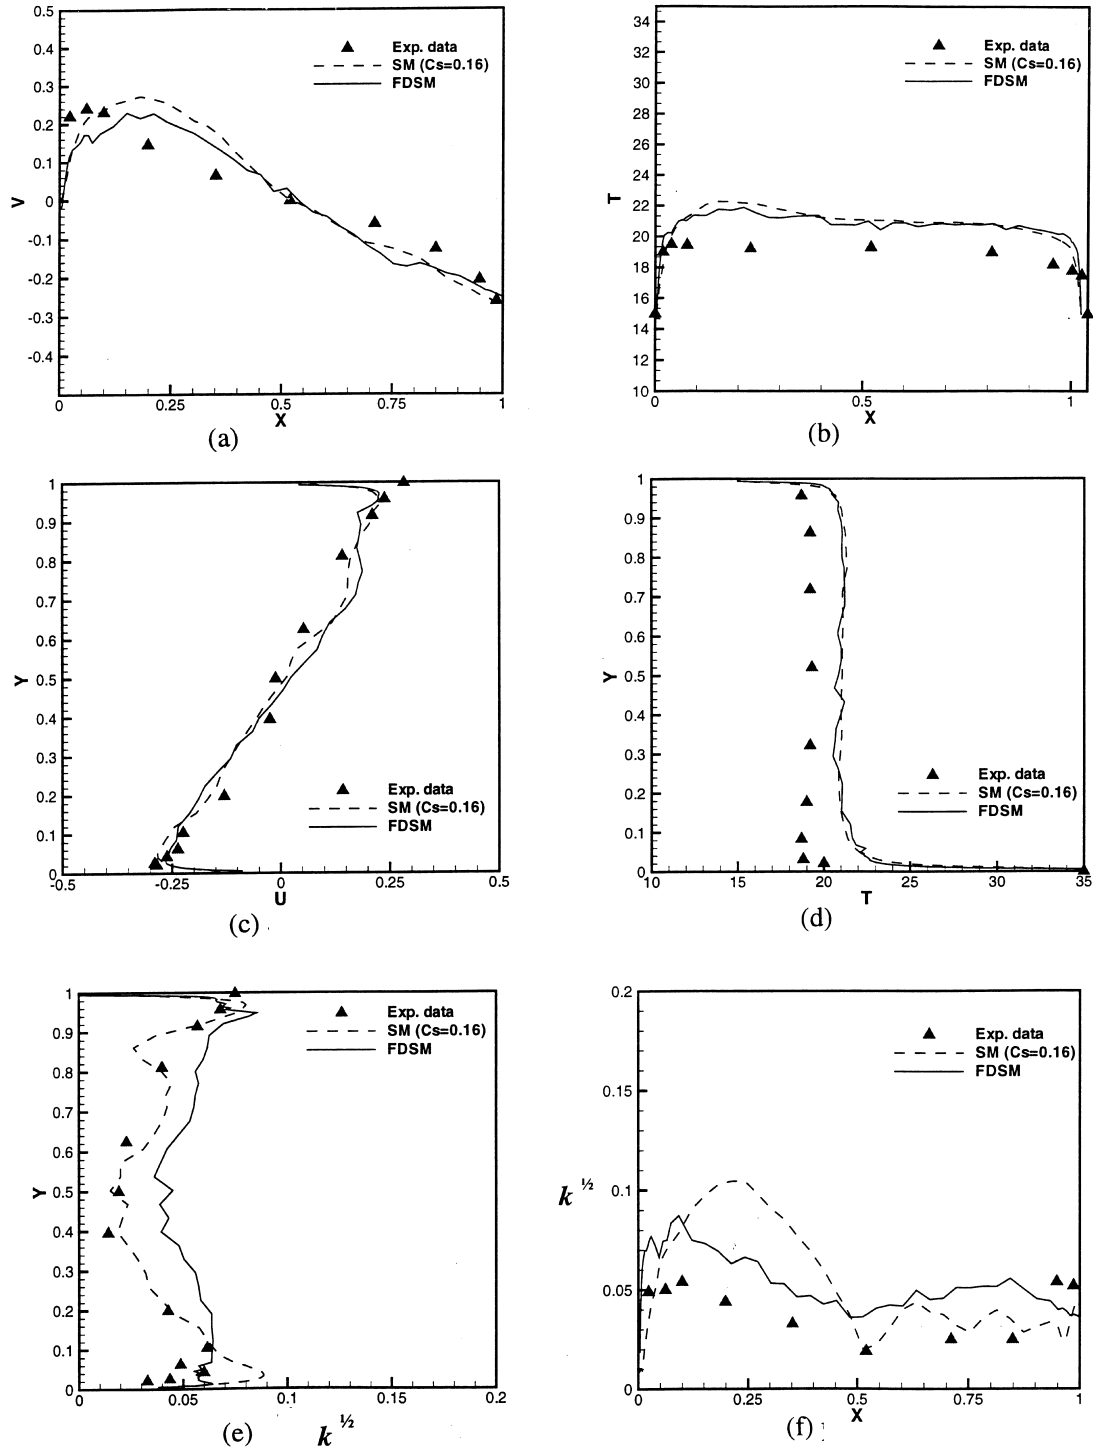 0.5
0.4
0.3
0.2
0.1
0
-0.1
-0.2
-0.3
-0.4
V
Exp. data
SM (Cs=0.16)
FDSM
0 0.25 0.5 0.75 1
X
(a)
34
32
30
28
26
24
22
20
18
16
14
12
10
T
Exp. data
SM (Cs=0.16)
FDSM
0 0.5 1
X
(b)
1
0.9
0.8
0.7
0.6
0.5
0.4
0.3
0.2
0.1
0
Y
Exp. data
SM (Cs=0.16)
FDSM
-0.5 -0.25 0 0.25 0.5
U
(c)
1
0.9
0.8
0.7
0.6
0.5
0.4
0.3
0.2
0.1
0
Y
Exp. data
SM (Cs=0.16)
FDSM
10 15 20 25 30 35
T
(d)
1
0.9
0.8
0.7
0.6
0.5
0.4
0.3
0.2
0.1
0
Y
Exp. data
SM (Cs=0.16)
FDSM
0 0.05 0.1 0.15 0.2
(e) k ½
0.2
0.15
0.1
0.05
0
k ½
Exp. data
SM (Cs=0.16)
FDSM
0 0.25 0.5 0.75 1
X
(f)